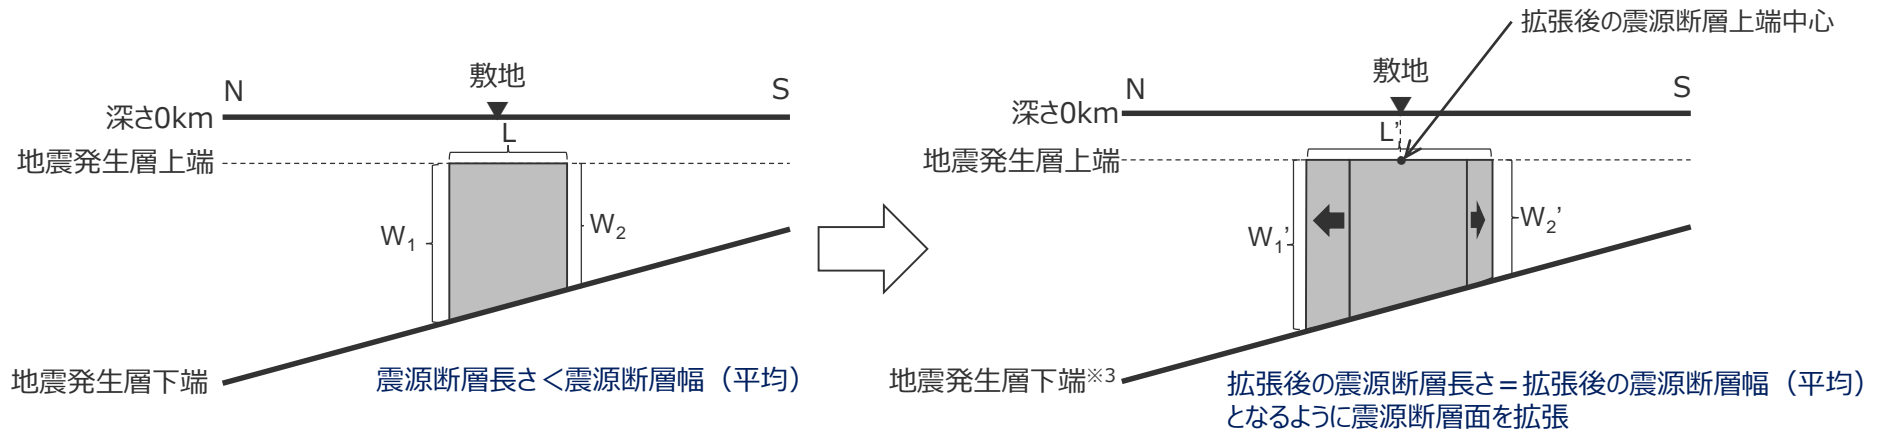 敷地
N
S
深さ0km
L
地震発生層上端
W1
W2
地震発生層下端
震源断層長さ＜震源断層幅（平均）
拡張後の震源断層上端中心
敷地
N
S
深さ0km
L’
地震発生層上端
W1’
W2’
地震発生層下端※3
拡張後の震源断層長さ＝拡張後の震源断層幅（平均）
となるように震源断層面を拡張